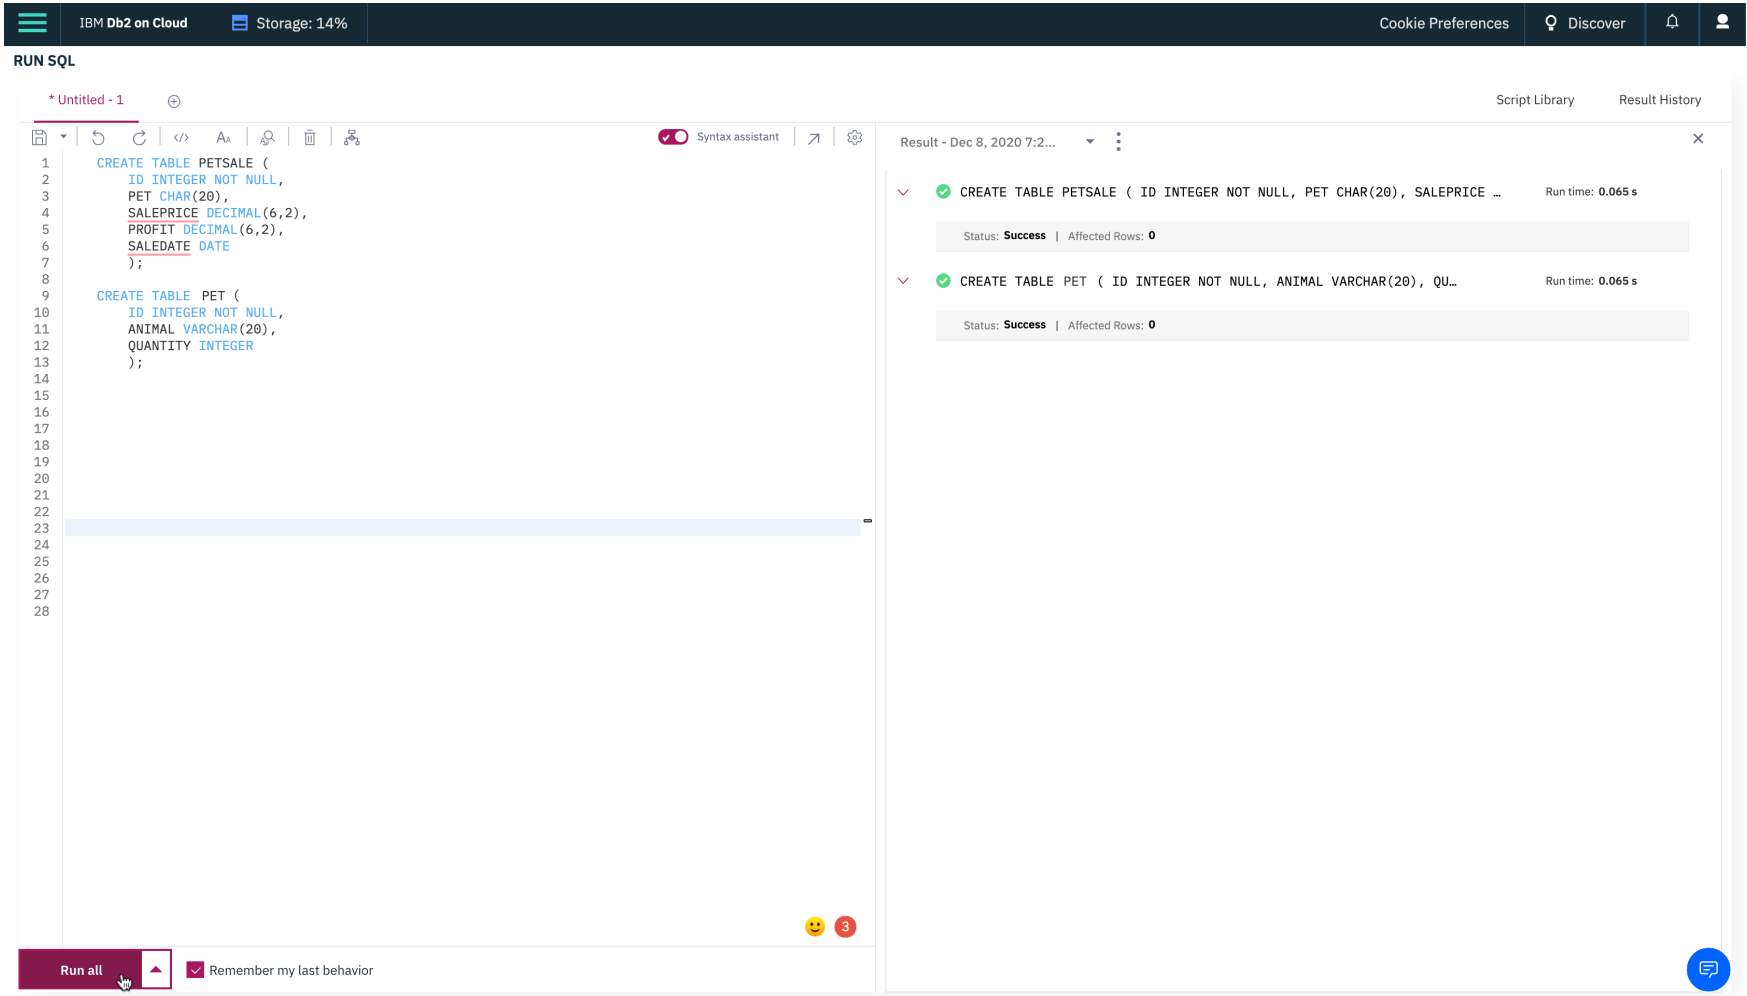 IBM Db2 on Cloud
Storage: 14%
Cookie Preferences
Discover
RUN SQL
* Untitled - 1
Script Library
Result History
Syntax assistant
1 CREATE TABLE PETSALE (
2 ID INTEGER NOT NULL,
3 PET CHAR(20),
4 SALEPRICE DECIMAL(6,2),
5 PROFIT DECIMAL(6,2),
6 SALEDATE DATE
7 );
8
9 CREATE TABLE PET (
10 ID INTEGER NOT NULL,
11 ANIMAL VARCHAR(20),
12 QUANTITY INTEGER
13 );
14
15
16
17
18
19
20
21
22
23
24
25
26
27
28
3
Run all
Remember my last behavior
Result - Dec 8, 2020 7:2...
CREATE TABLE PETSALE ( ID INTEGER NOT NULL, PET CHAR(20), SALEPRICE … Run time: 0.065 s
Status: Success | Affected Rows: 0
CREATE TABLE PET ( ID INTEGER NOT NULL, ANIMAL VARCHAR(20), QU… Run time: 0.065 s
Status: Success | Affected Rows: 0